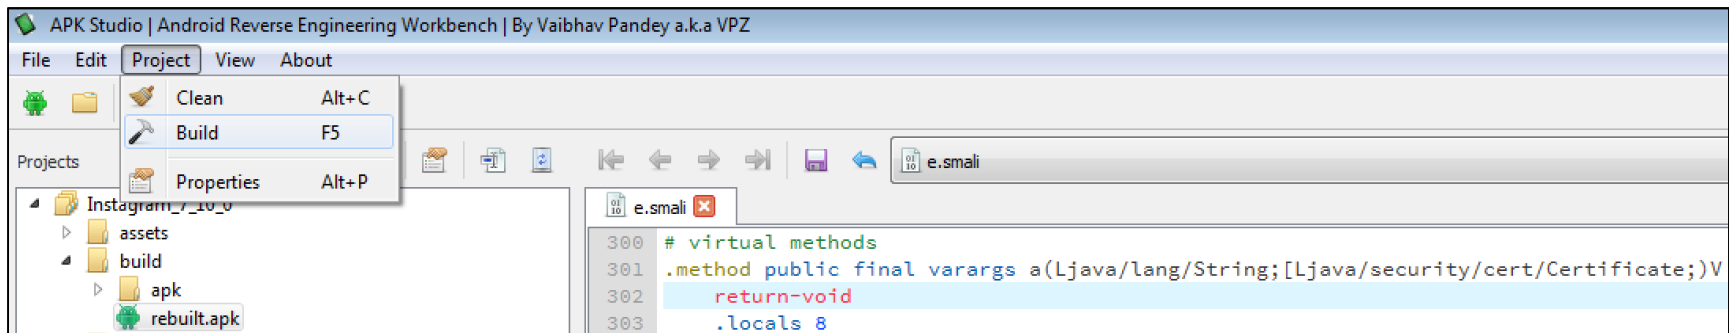 APK Studio | Android Reverse Engineering Workbench | By Vaibhav Pandey a.k.a VPZ
File Edit Project View About
Clean Alt+C
Build F5
Properties Alt+P
Projects
e.smali
Instagram_7_10_0
assets
build
apk
rebuilt.apk
e.smali
300 # virtual methods
301 .method public final varargs a(Ljava/lang/String;[Ljava/security/cert/Certificate;)V
302 return-void
303 .locals 8